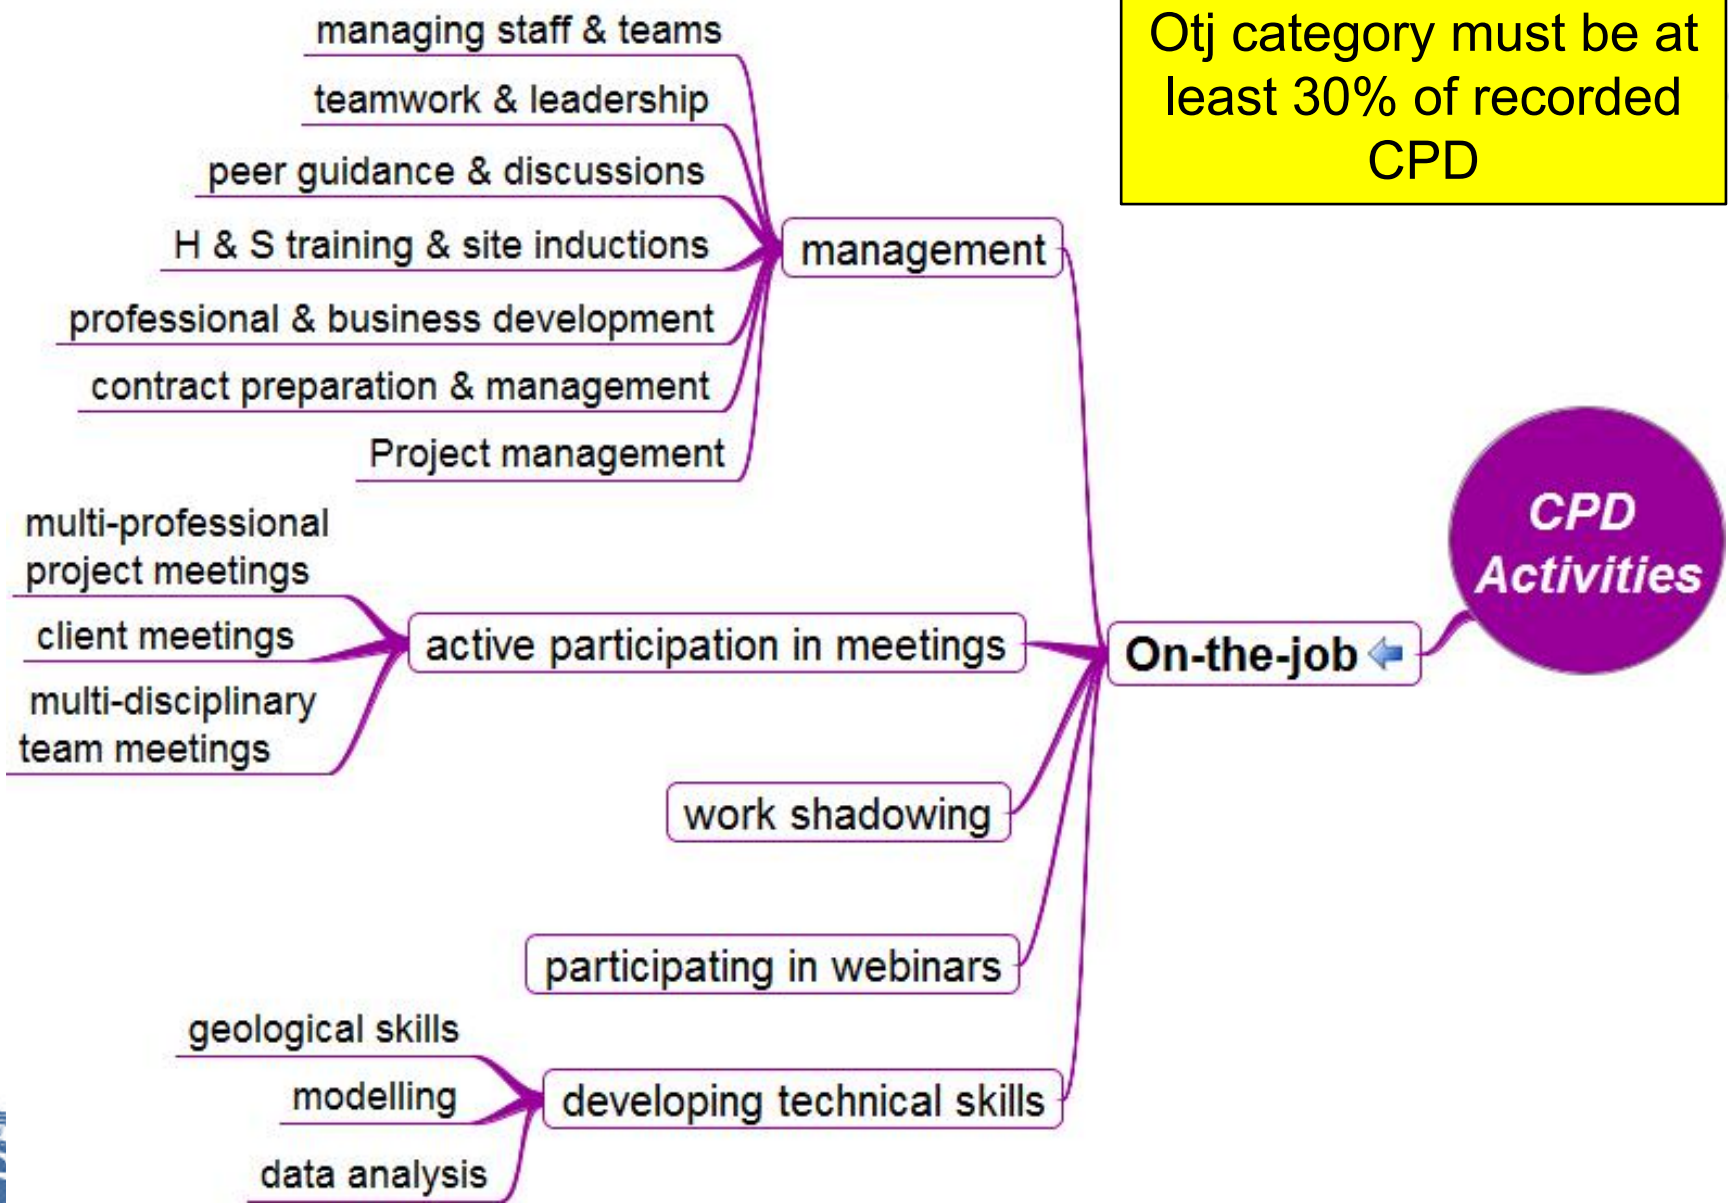 managing staff & teams
teamwork & leadership
peer guidance & discussions
H & S training & site inductions
professional & business development
contract preparation & management
Project management
management
multi-professional
project meetings
client meetings
multi-disciplinary
team meetings
active participation in meetings
work shadowing
participating in webinars
geological skills
modelling
data analysis
developing technical skills
On-the-job
CPD
Activities
Otj category must be at
least 30% of recorded
CPD